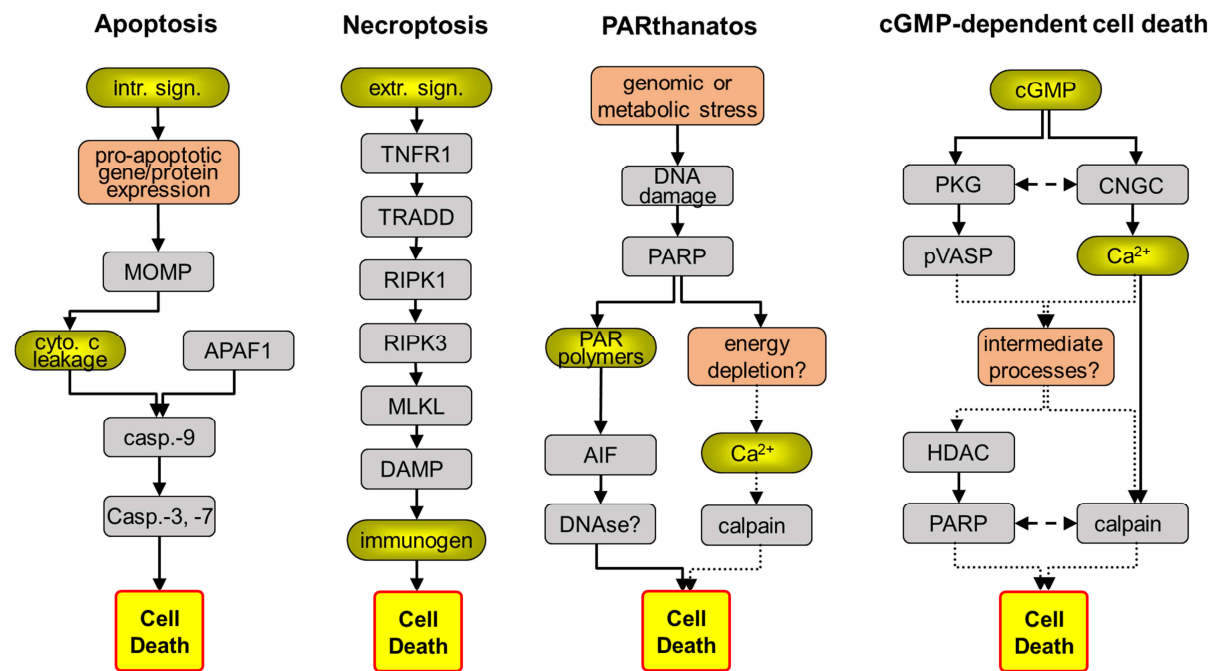 Apoptosis
intr. sign.
pro-apoptotic
gene/protein
expression
MOMP
cyto. c
leakage
APAF1
casp.-9
Casp.-3, -7
Cell
Death
Necroptosis
extr. sign.
TNFR1
TRADD
RIPK1
RIPK3
MLKL
DAMP
immunogen
Cell
Death
PARthanatos
genomic or
metabolic stress
DNA
damage
PARP
PAR
polymers
energy
depletion?
AIF
Ca²⁺
DNAse?
calpain
Cell
Death
cGMP-dependent cell death
cGMP
PKG
CNGC
pVASP
Ca²⁺
intermediate
processes?
HDAC
PARP
calpain
Cell
Death